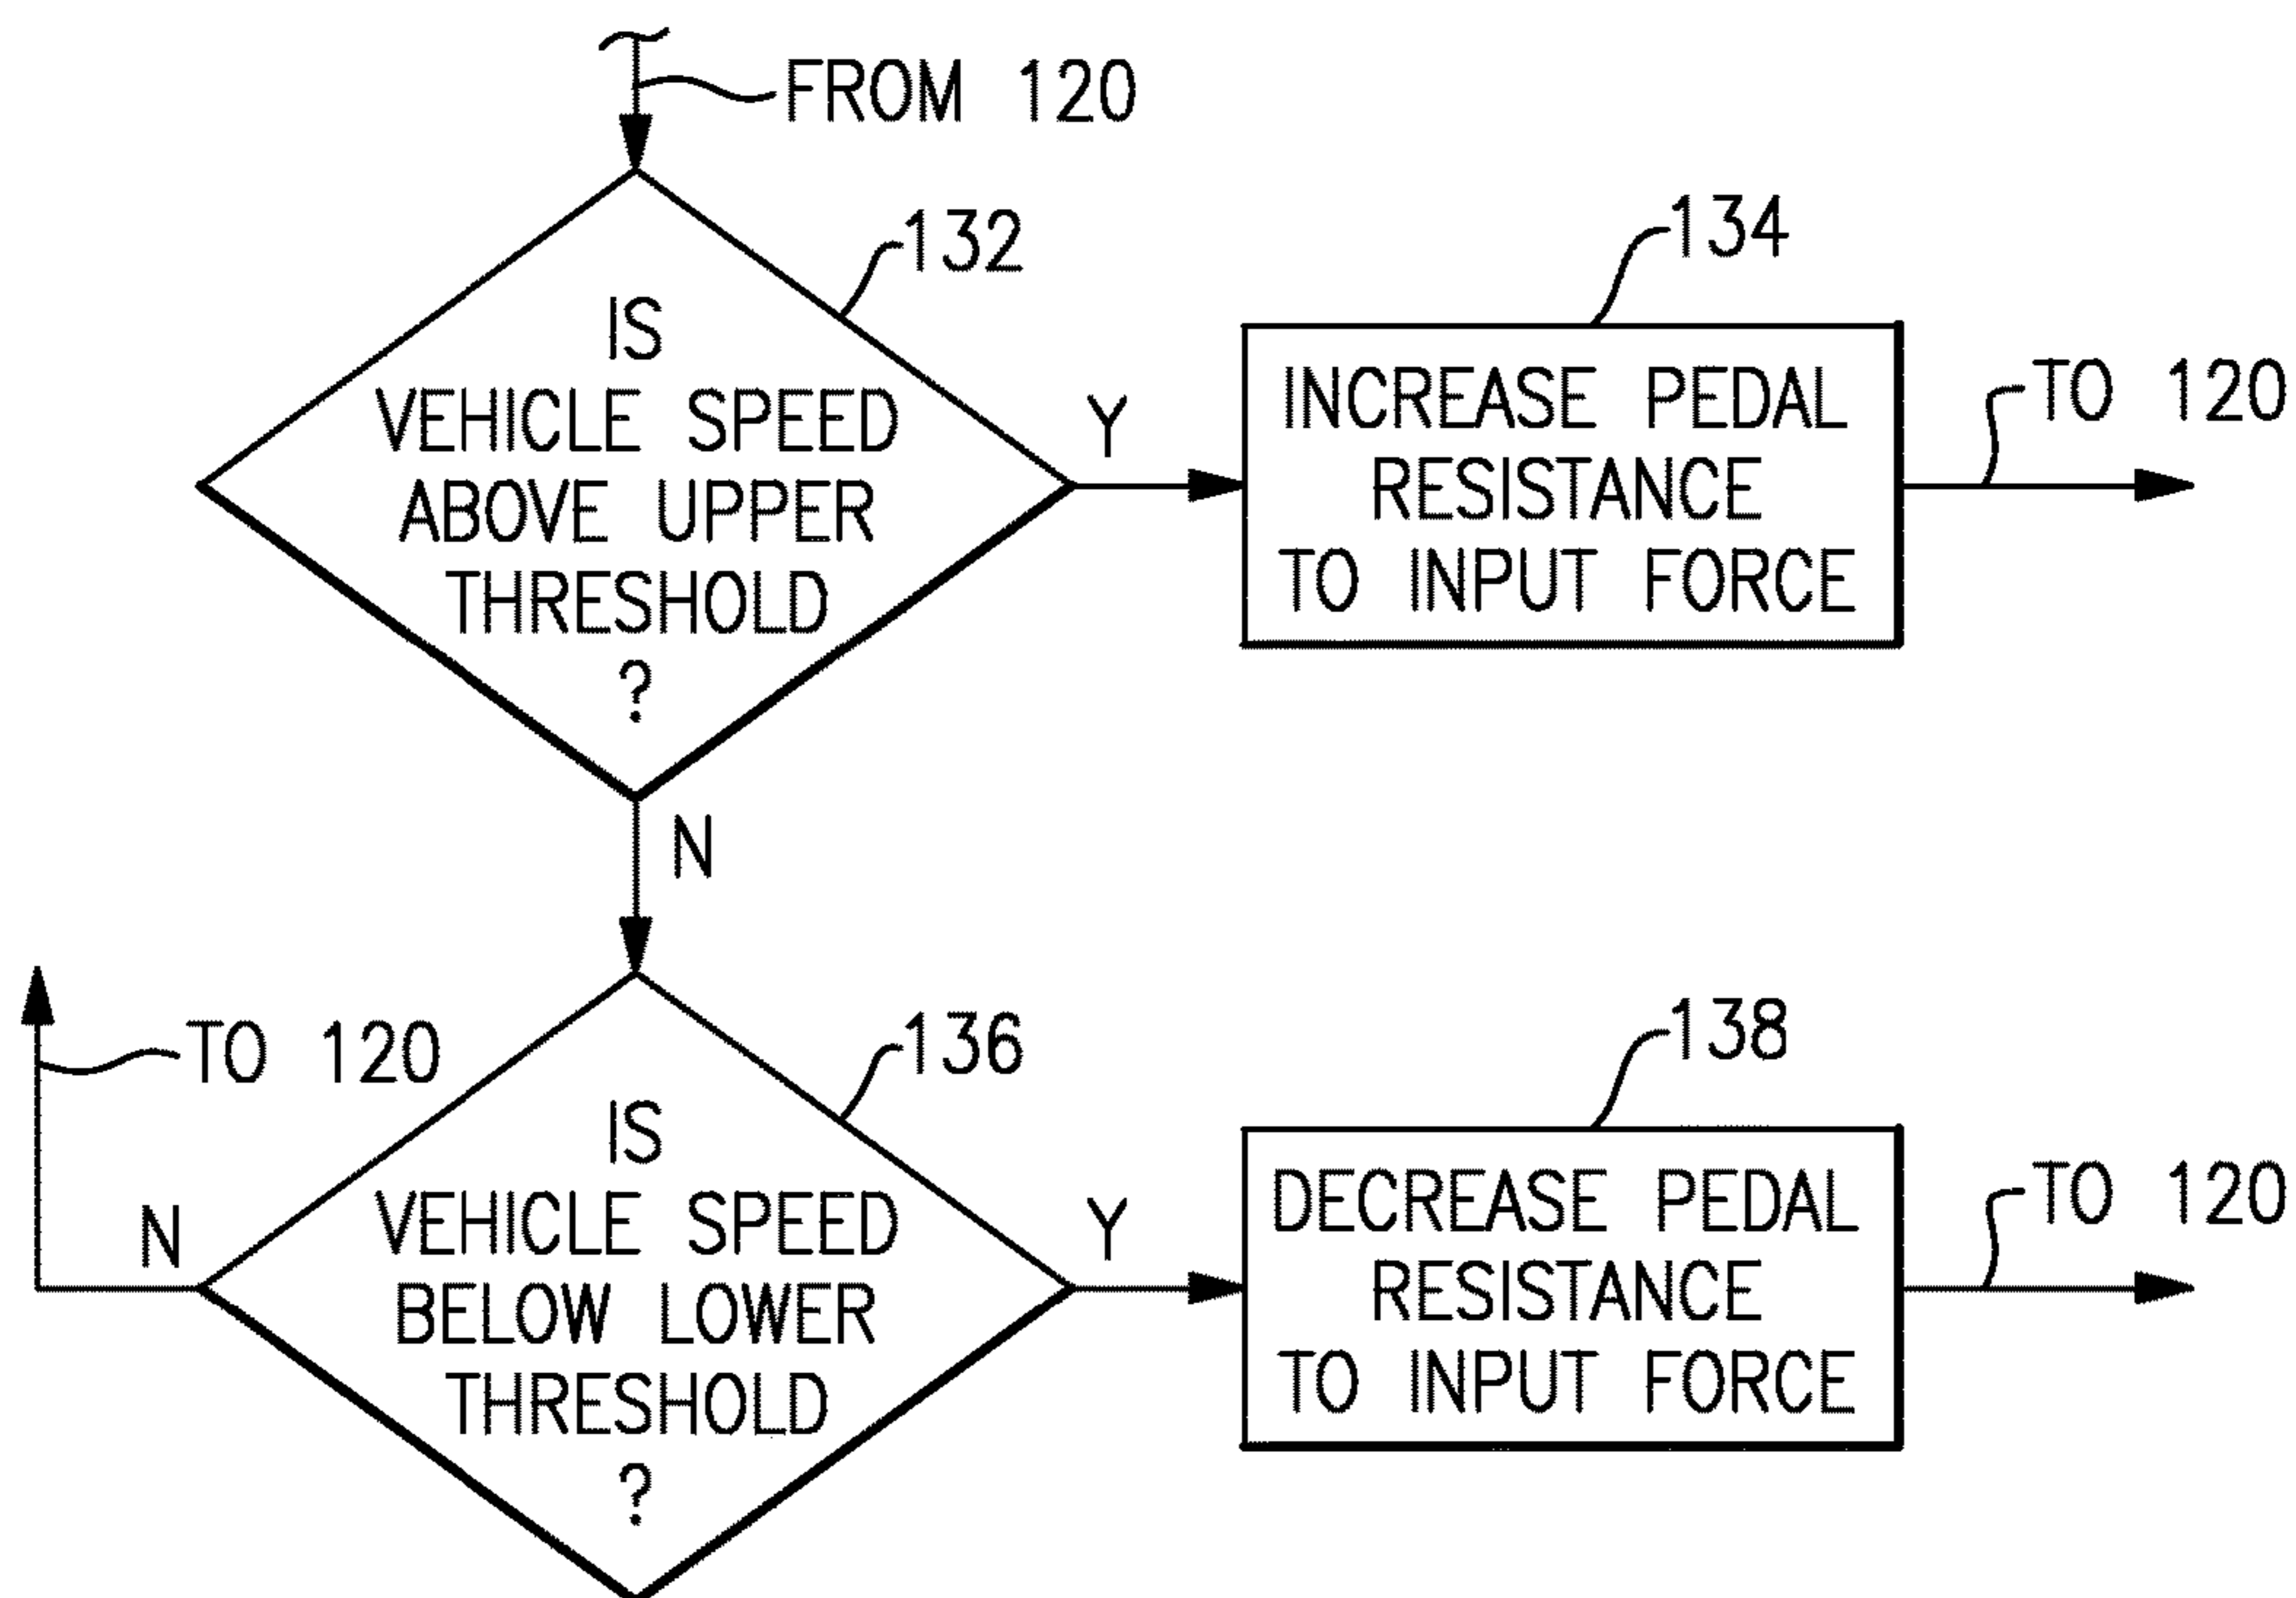 FROM 120
132
IS
VEHICLE SPEED
ABOVE UPPER
THRESHOLD
?
Y
134
INCREASE PEDAL
RESISTANCE
TO INPUT FORCE
TO 120
N
TO 120
N
136
IS
VEHICLE SPEED
BELOW LOWER
THRESHOLD
?
Y
138
DECREASE PEDAL
RESISTANCE
TO INPUT FORCE
TO 120